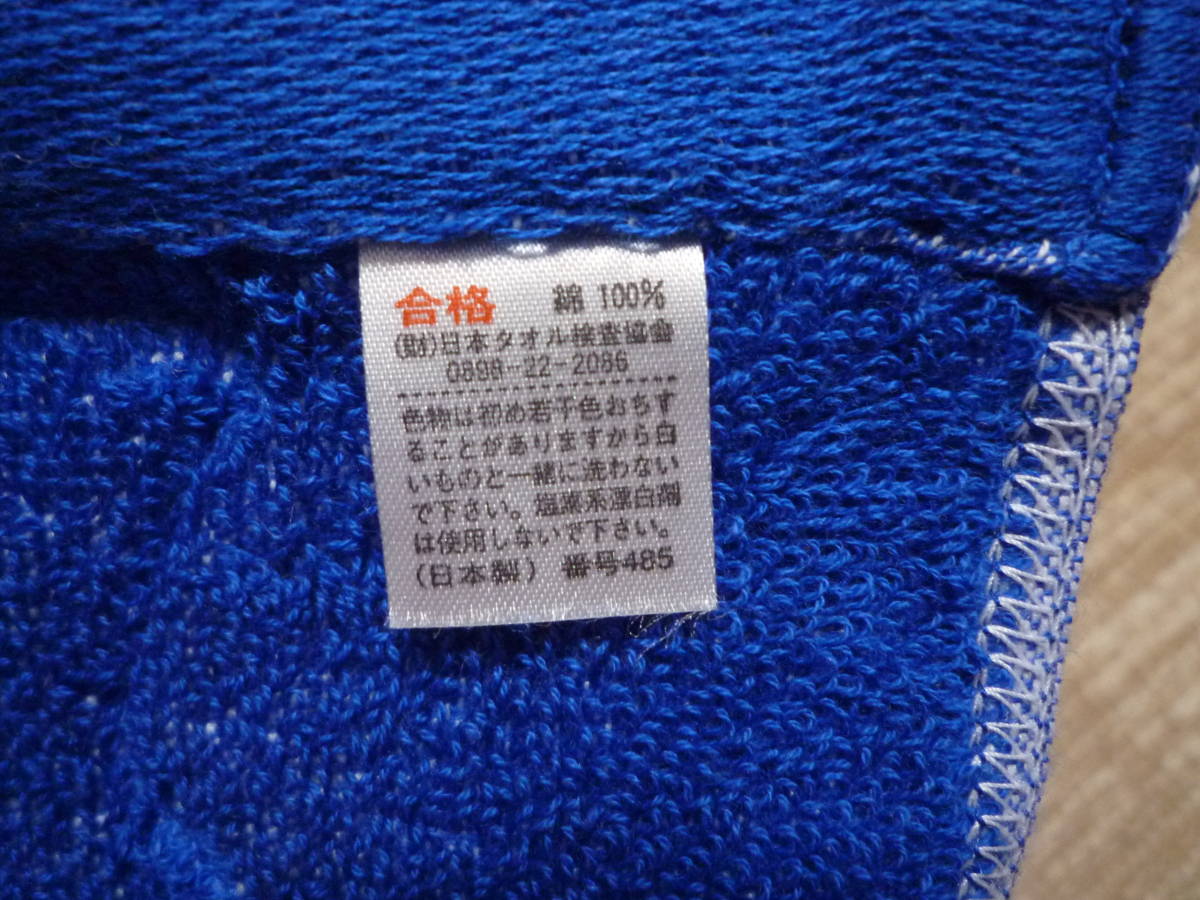 合格 綿 100%
(財)日本タオル検査協会
0898-22-2086
色物は初め若干色おちす
ることがありますから白
いものと一緒に洗わない
で下さい。塩素系漂白剤
は使用しないで下さい。
(日本製) 番号485